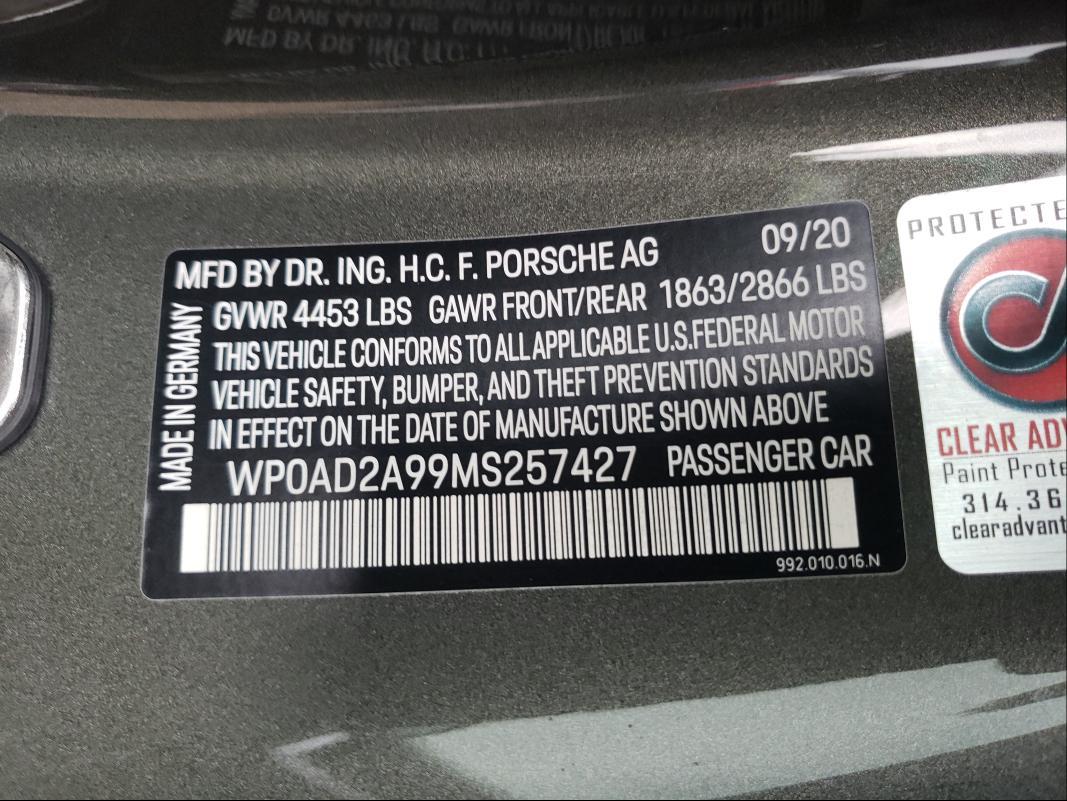 MFD BY DR. ING. H.C. F. PORSCHE AG 09/20
GVWR 4453 LBS GAWR FRONT/REAR 1863/2866 LBS
THIS VEHICLE CONFORMS TO ALL APPLICABLE U.S.FEDERAL MOTOR
VEHICLE SAFETY, BUMPER, AND THEFT PREVENTION STANDARDS
IN EFFECT ON THE DATE OF MANUFACTURE SHOWN ABOVE
WP0AD2A99MS257427 PASSENGER CAR
992.010.016.N
MADE IN GERMANY
PROTECTE
CLEAR ADV
Paint Prote
314.36
clearadvant